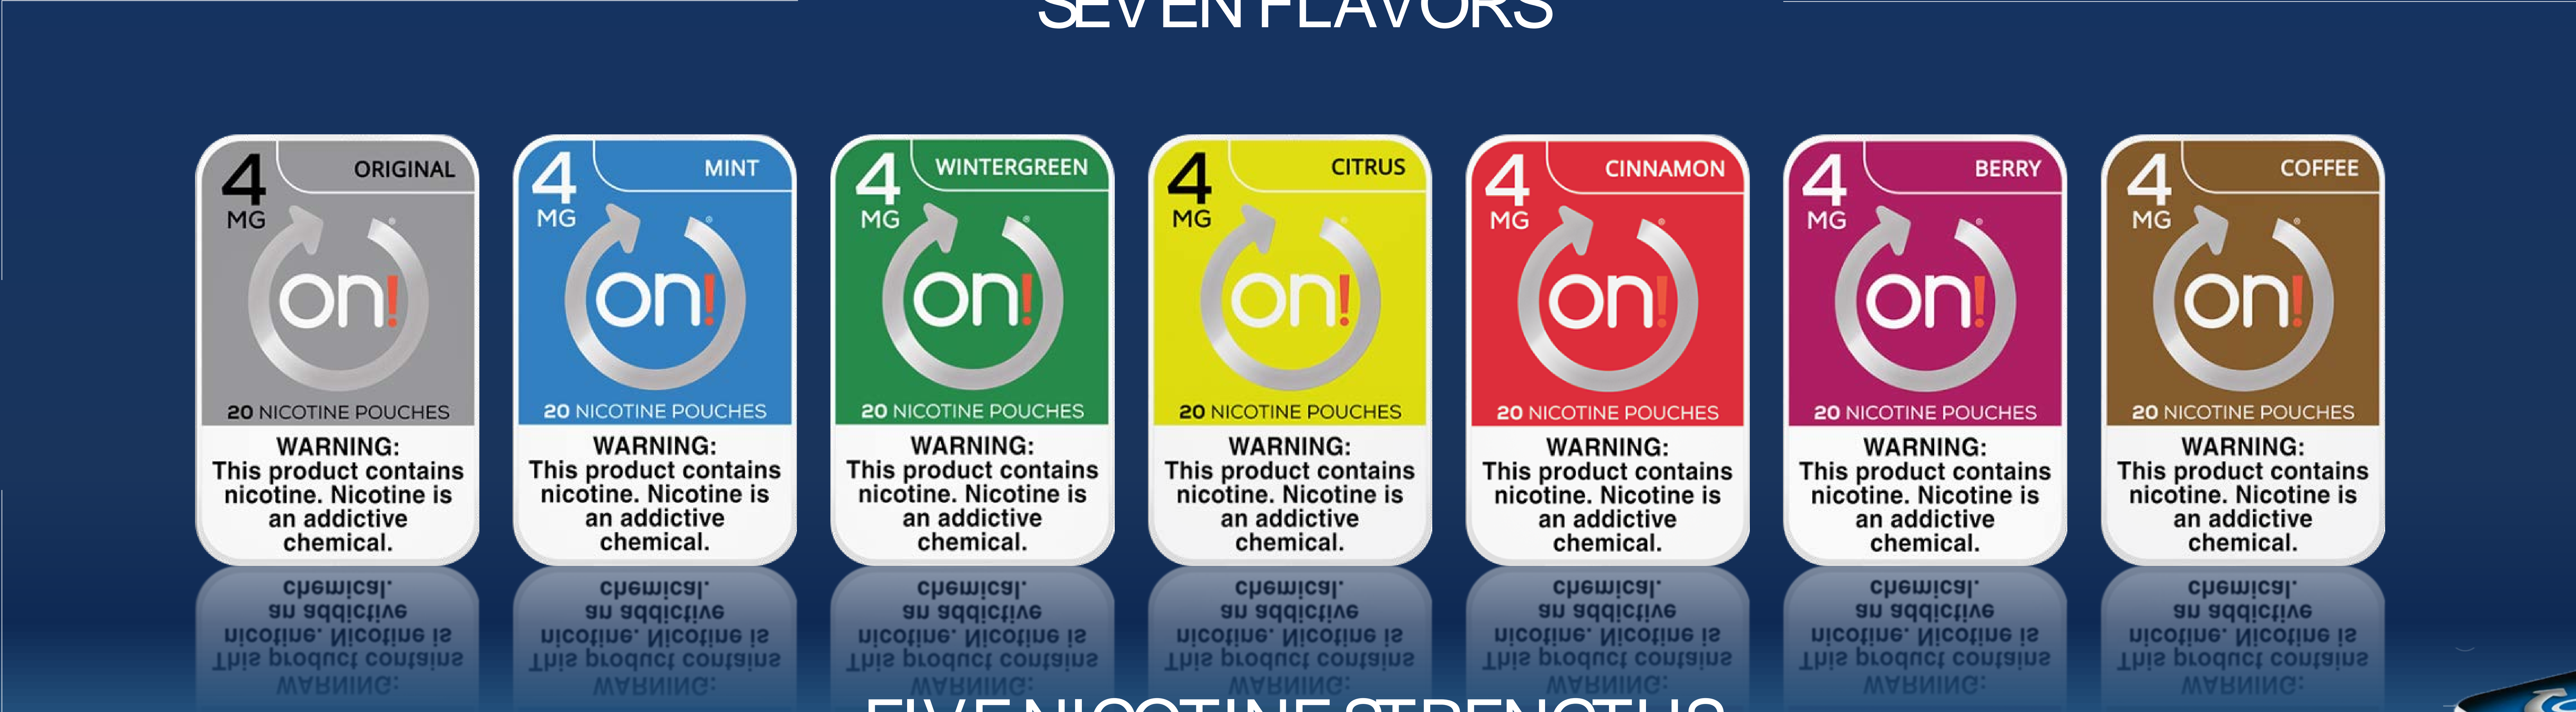 SEVEN FLAVORS
4
MG
ORIGINAL
on!
®
20 NICOTINE POUCHES
WARNING:
This product contains
nicotine. Nicotine is
an addictive
chemical.
4
MG
MINT
on!
®
20 NICOTINE POUCHES
WARNING:
This product contains
nicotine. Nicotine is
an addictive
chemical.
4
MG
WINTERGREEN
on!
®
20 NICOTINE POUCHES
WARNING:
This product contains
nicotine. Nicotine is
an addictive
chemical.
4
MG
CITRUS
on!
®
20 NICOTINE POUCHES
WARNING:
This product contains
nicotine. Nicotine is
an addictive
chemical.
4
MG
CINNAMON
on!
®
20 NICOTINE POUCHES
WARNING:
This product contains
nicotine. Nicotine is
an addictive
chemical.
4
MG
BERRY
on!
®
20 NICOTINE POUCHES
WARNING:
This product contains
nicotine. Nicotine is
an addictive
chemical.
4
MG
COFFEE
on!
®
20 NICOTINE POUCHES
WARNING:
This product contains
nicotine. Nicotine is
an addictive
chemical.
FIVE NICOTINE STRENGTHS